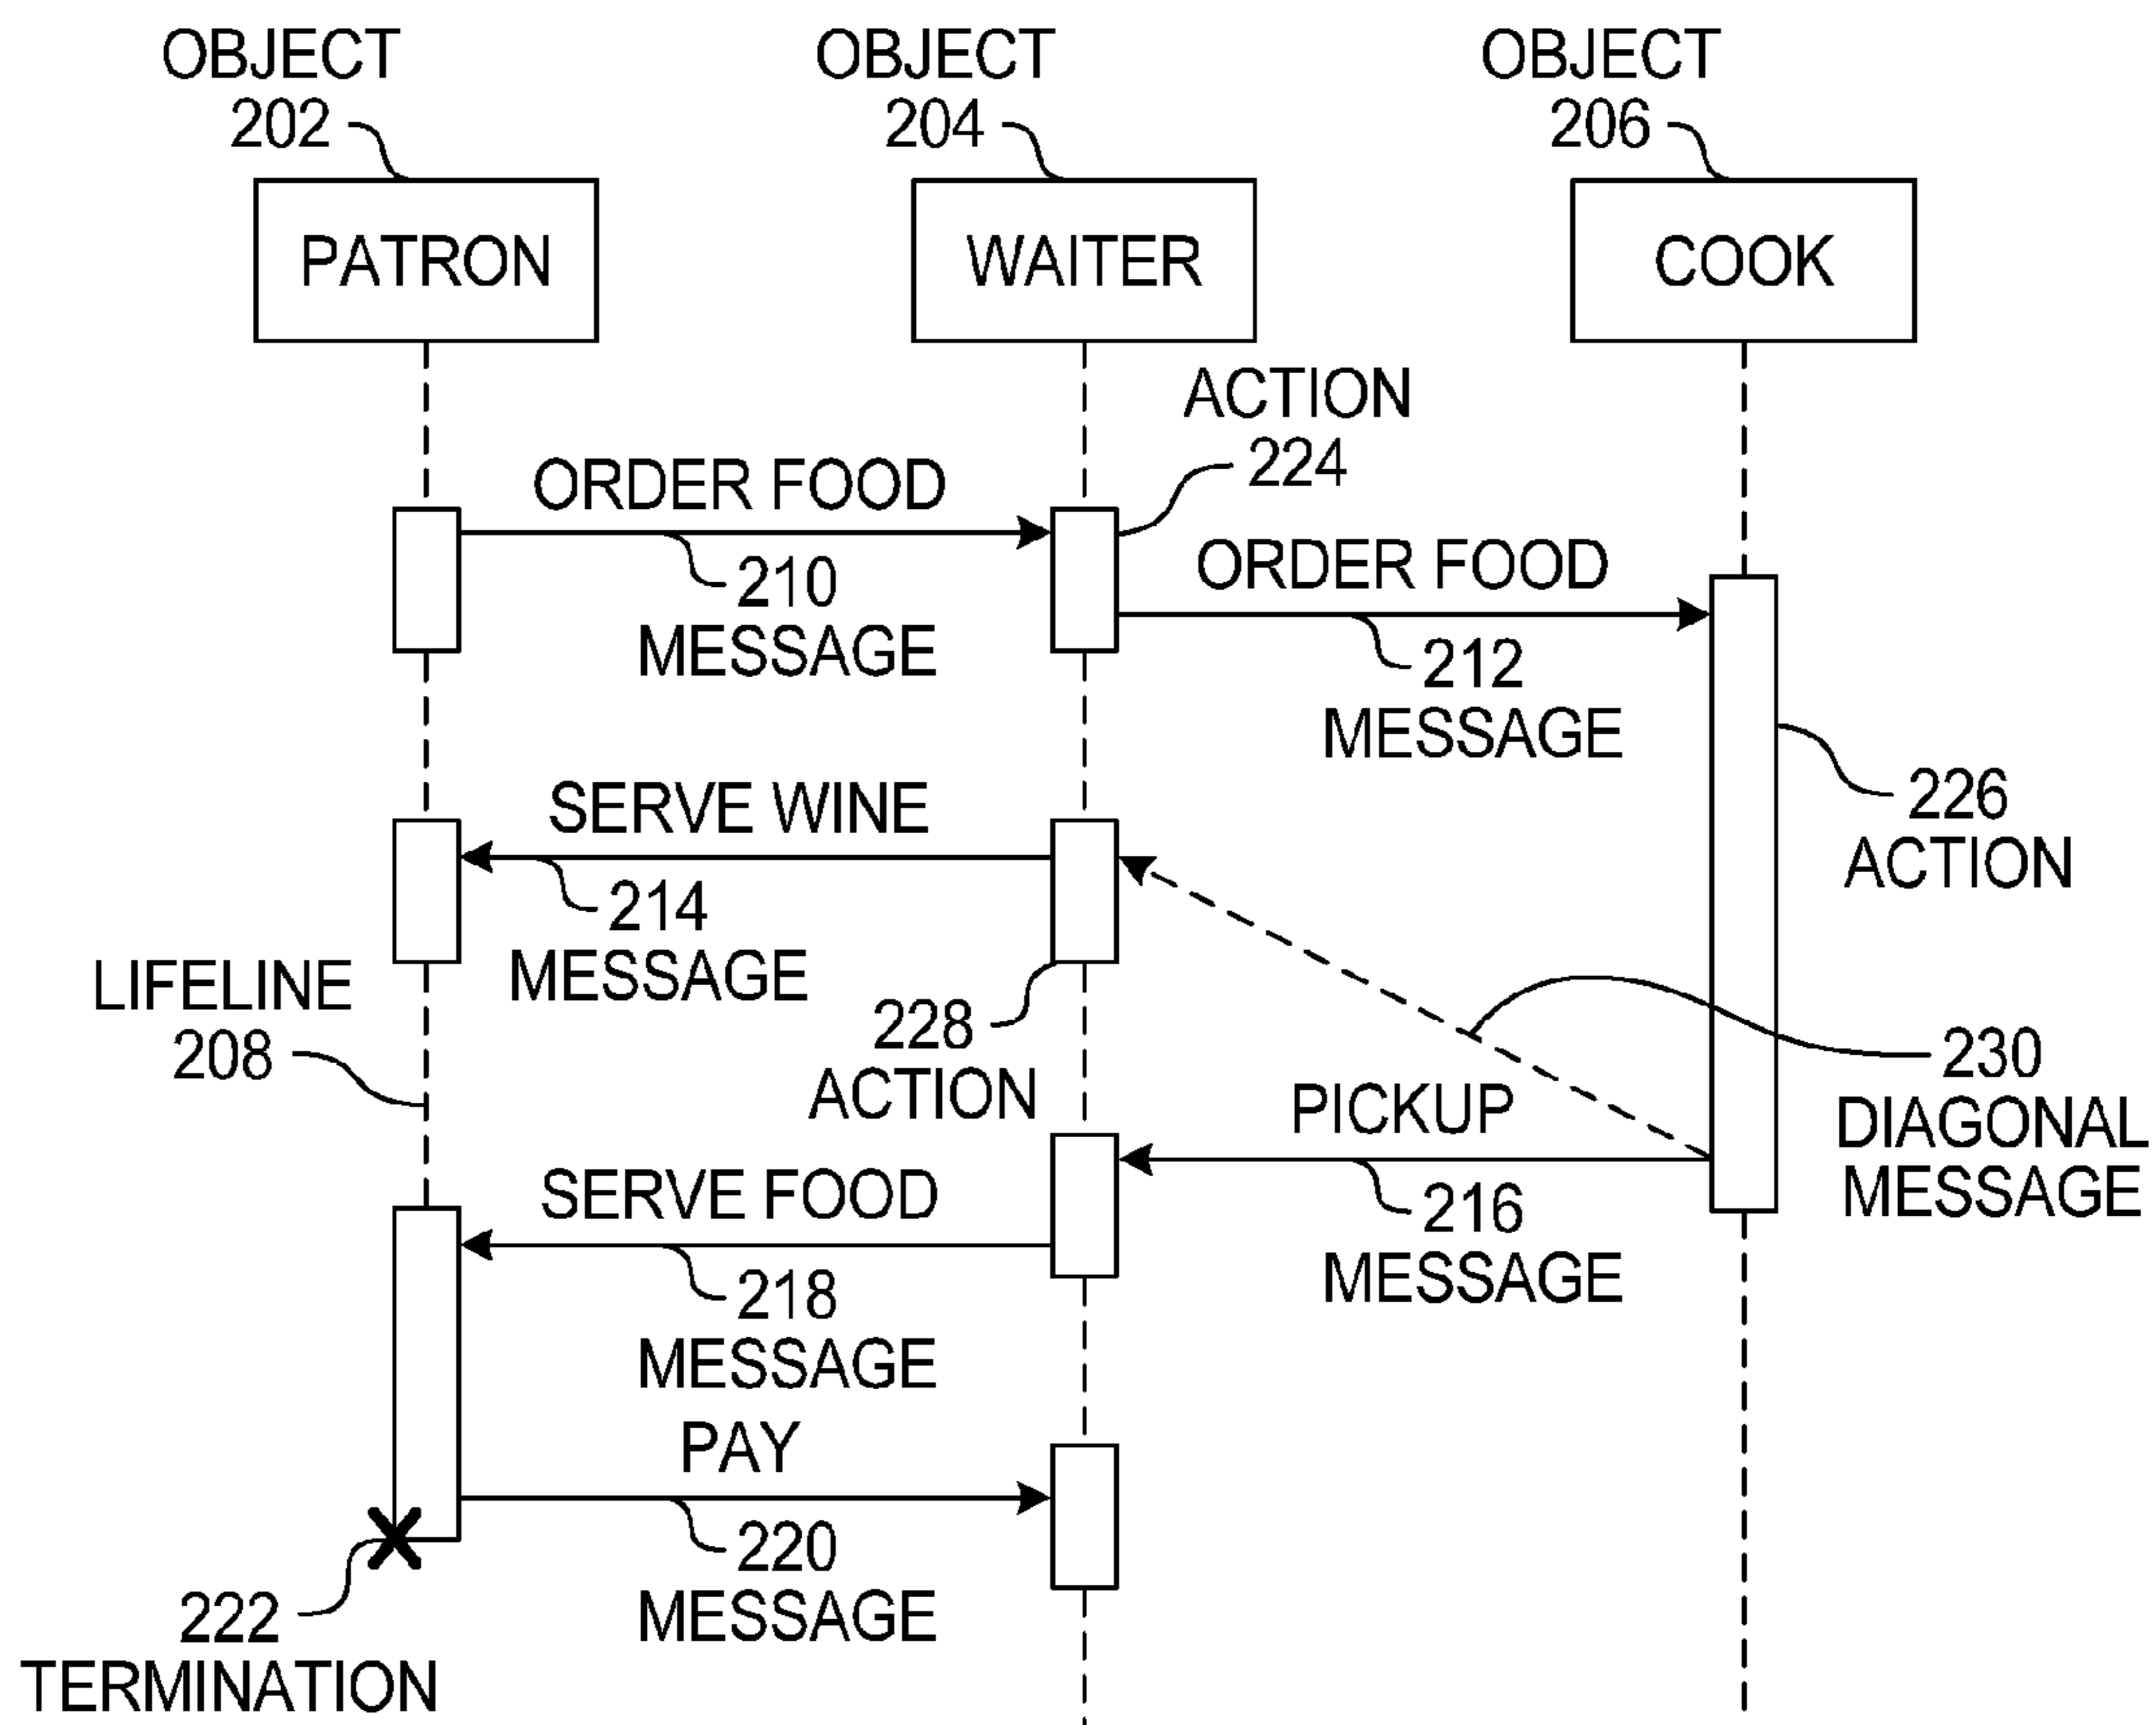 OBJECT
202
OBJECT
204
OBJECT
206
PATRON
WAITER
COOK
ACTION
224
ORDER FOOD
210
MESSAGE
ORDER FOOD
212
MESSAGE
226
ACTION
SERVE WINE
214
MESSAGE
LIFELINE
208
228
ACTION
230
DIAGONAL
MESSAGE
PICKUP
216
MESSAGE
SERVE FOOD
218
MESSAGE
PAY
220
MESSAGE
222
TERMINATION